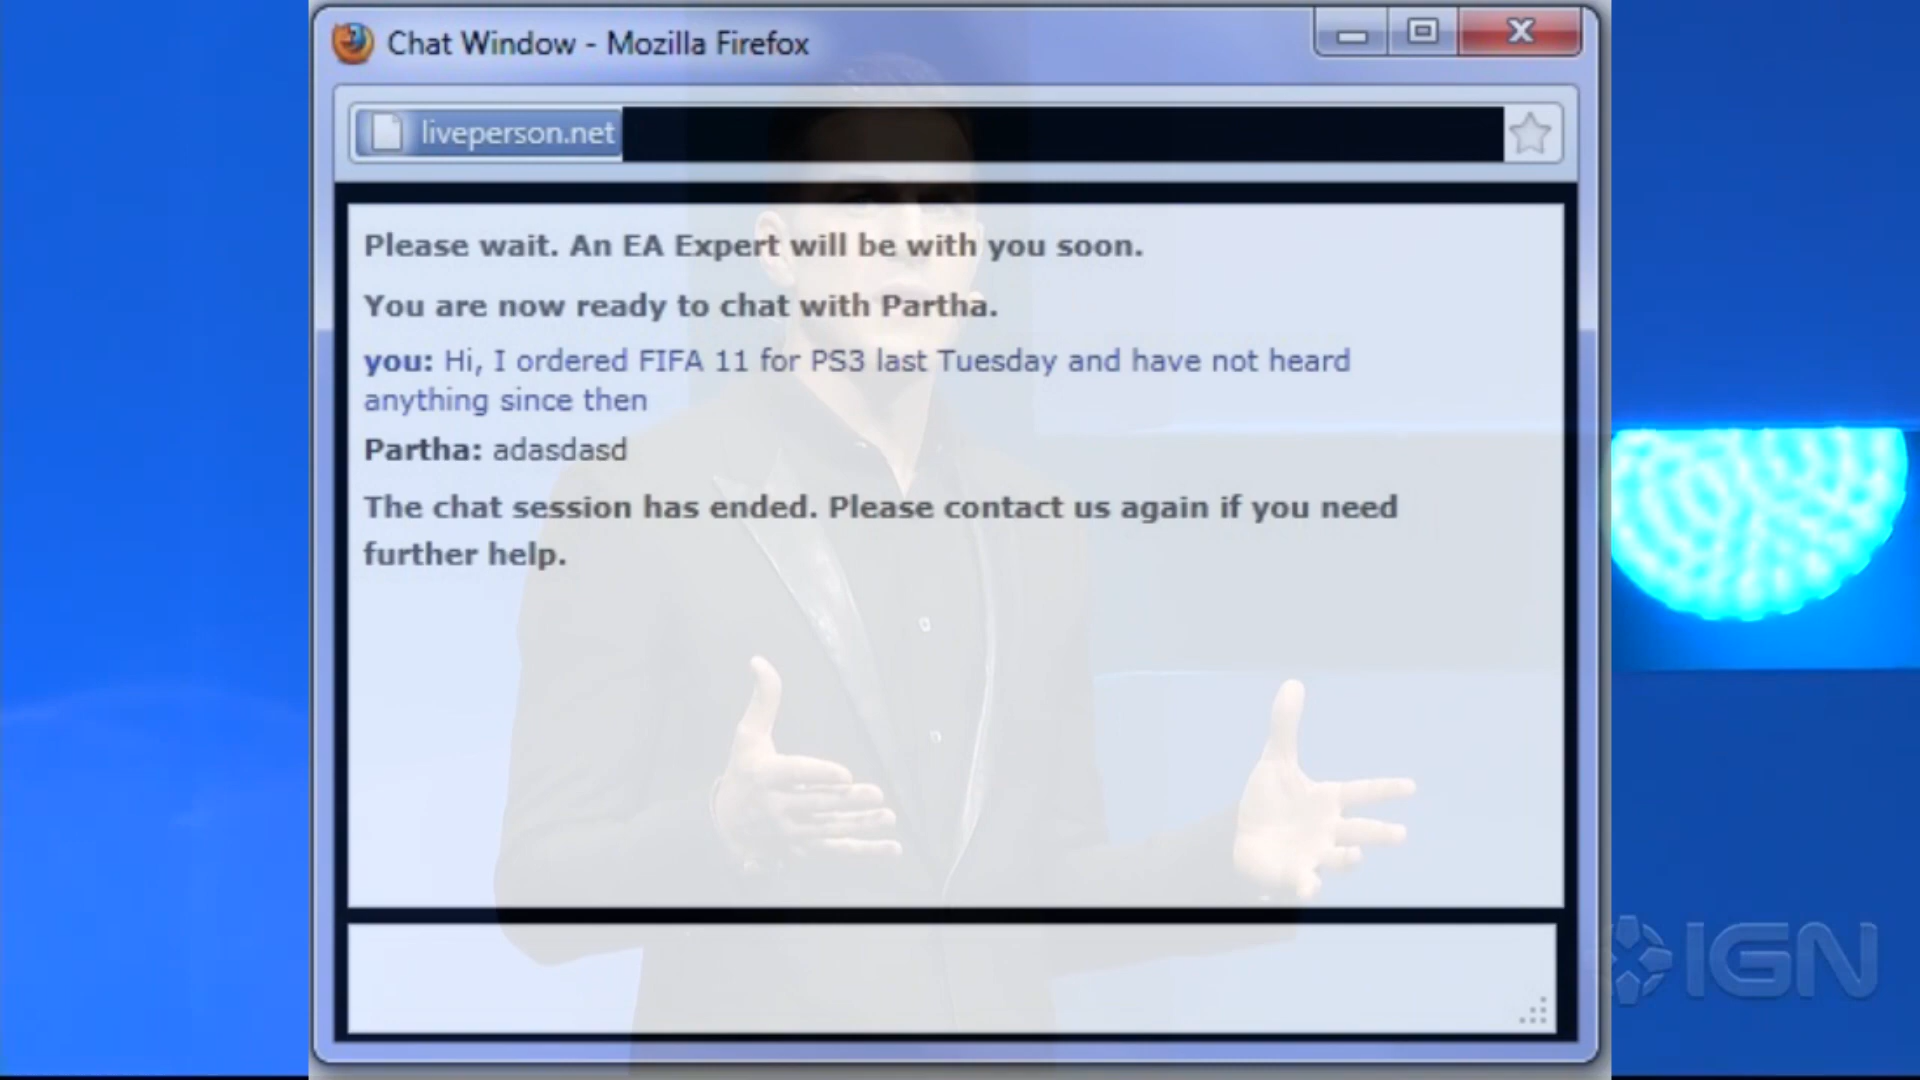 Chat Window - Mozilla Firefox
liveperson.net
Please wait. An EA Expert will be with you soon.
You are now ready to chat with Partha.
you: Hi, I ordered FIFA 11 for PS3 last Tuesday and have not heard
anything since then
Partha: adasdasd
The chat session has ended. Please contact us again if you need
further help.
IGN